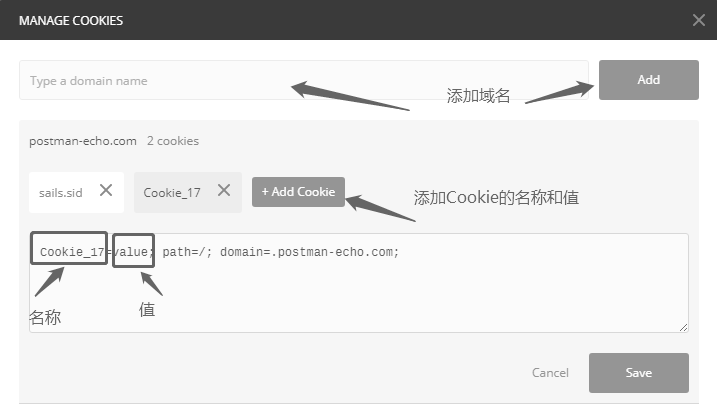 MANAGE COOKIES
Type a domain name
添加域名
Add
postman-echo.com 2 cookies
sails.sid
Cookie_17
+ Add Cookie
添加Cookie的名称和值
Cookie_17=value; path=/; domain=.postman-echo.com;
名称
值
Cancel
Save